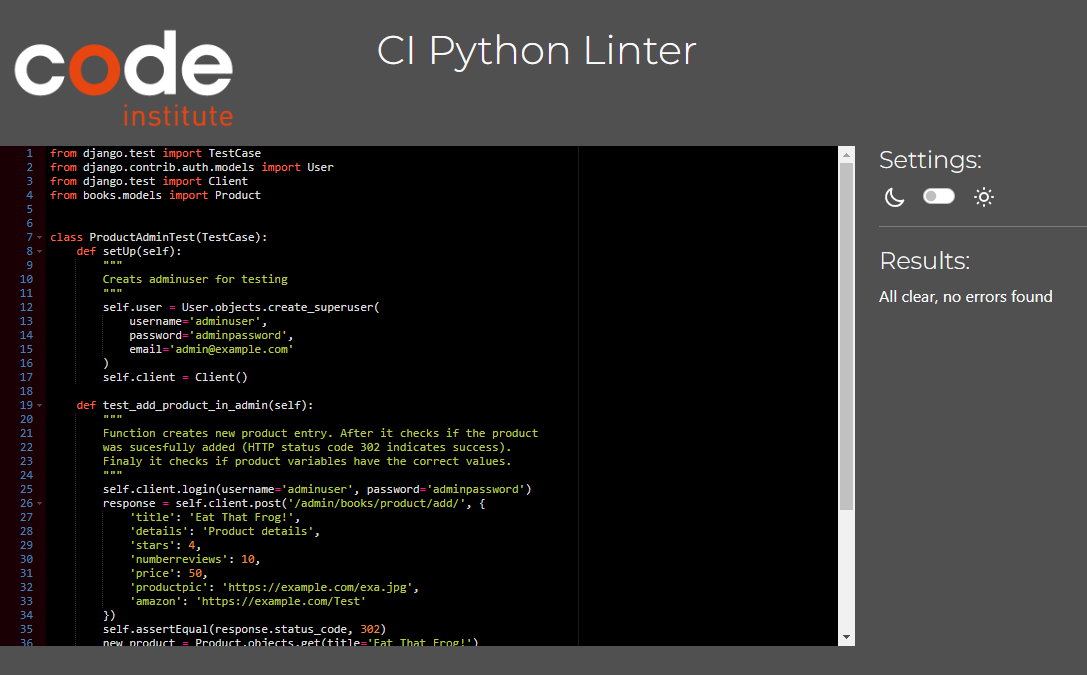 code
institute
CI Python Linter
1 from django.test import TestCase
2 from django.contrib.auth.models import User
3 from django.test import Client
4 from books.models import Product
5
6
7 class ProductAdminTest(TestCase):
8 def setUp(self):
9 """
10 Creats adminuser for testing
11 """
12 self.user = User.objects.create_superuser(
13 username='adminuser',
14 password='adminpassword',
15 email='admin@example.com'
16 )
17 self.client = Client()
18
19 def test_add_product_in_admin(self):
20 """
21 Function creates new product entry. After it checks if the product
22 was sucesfully added (HTTP status code 302 indicates success).
23 Finaly it checks if product variables have the correct values.
24 """
25 self.client.login(username='adminuser', password='adminpassword')
26 response = self.client.post('/admin/books/product/add/', {
27 'title': 'Eat That Frog!',
28 'details': 'Product details',
29 'stars': 4,
30 'numberreviews': 10,
31 'price': 50,
32 'productpic': 'https://example.com/exa.jpg',
33 'amazon': 'https://example.com/Test'
34 })
35 self.assertEqual(response.status_code, 302)
36 new_product = Product.objects.get(title='Eat That Frog!')
Settings:
Results:
All clear, no errors found